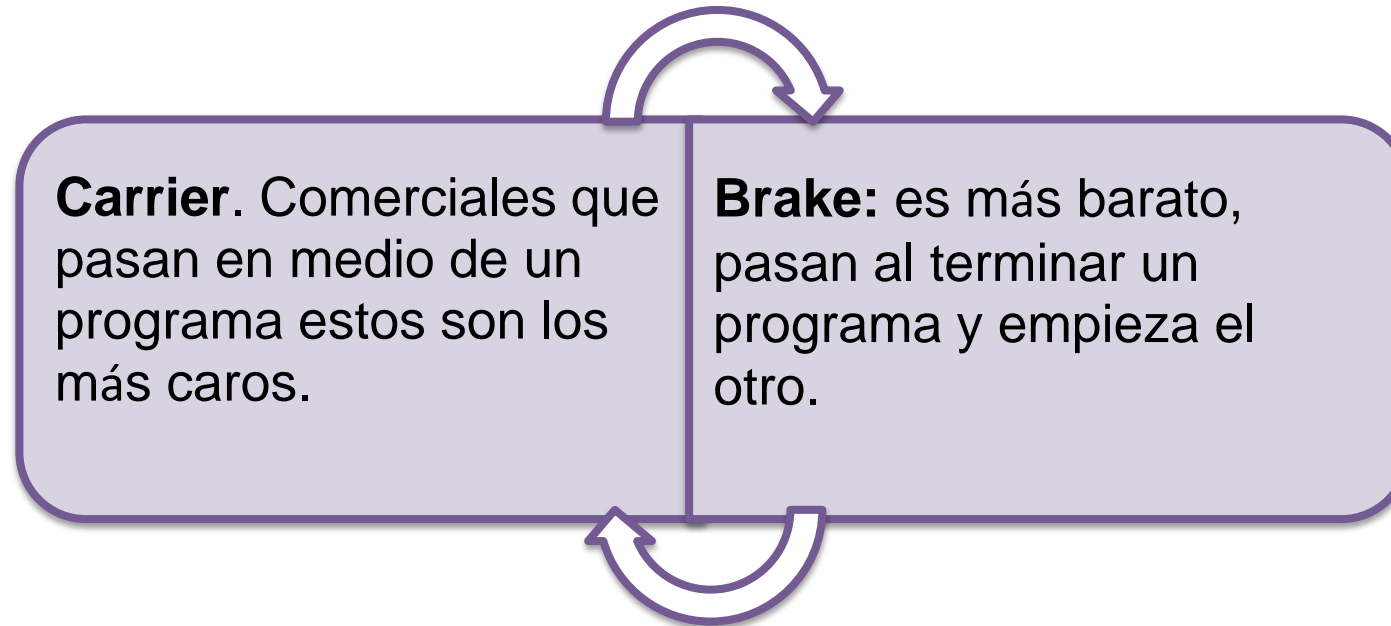 Carrier. Comerciales que
pasan en medio de un
programa estos son los
más caros.
Brake: es más barato,
pasan al terminar un
programa y empieza el
otro.